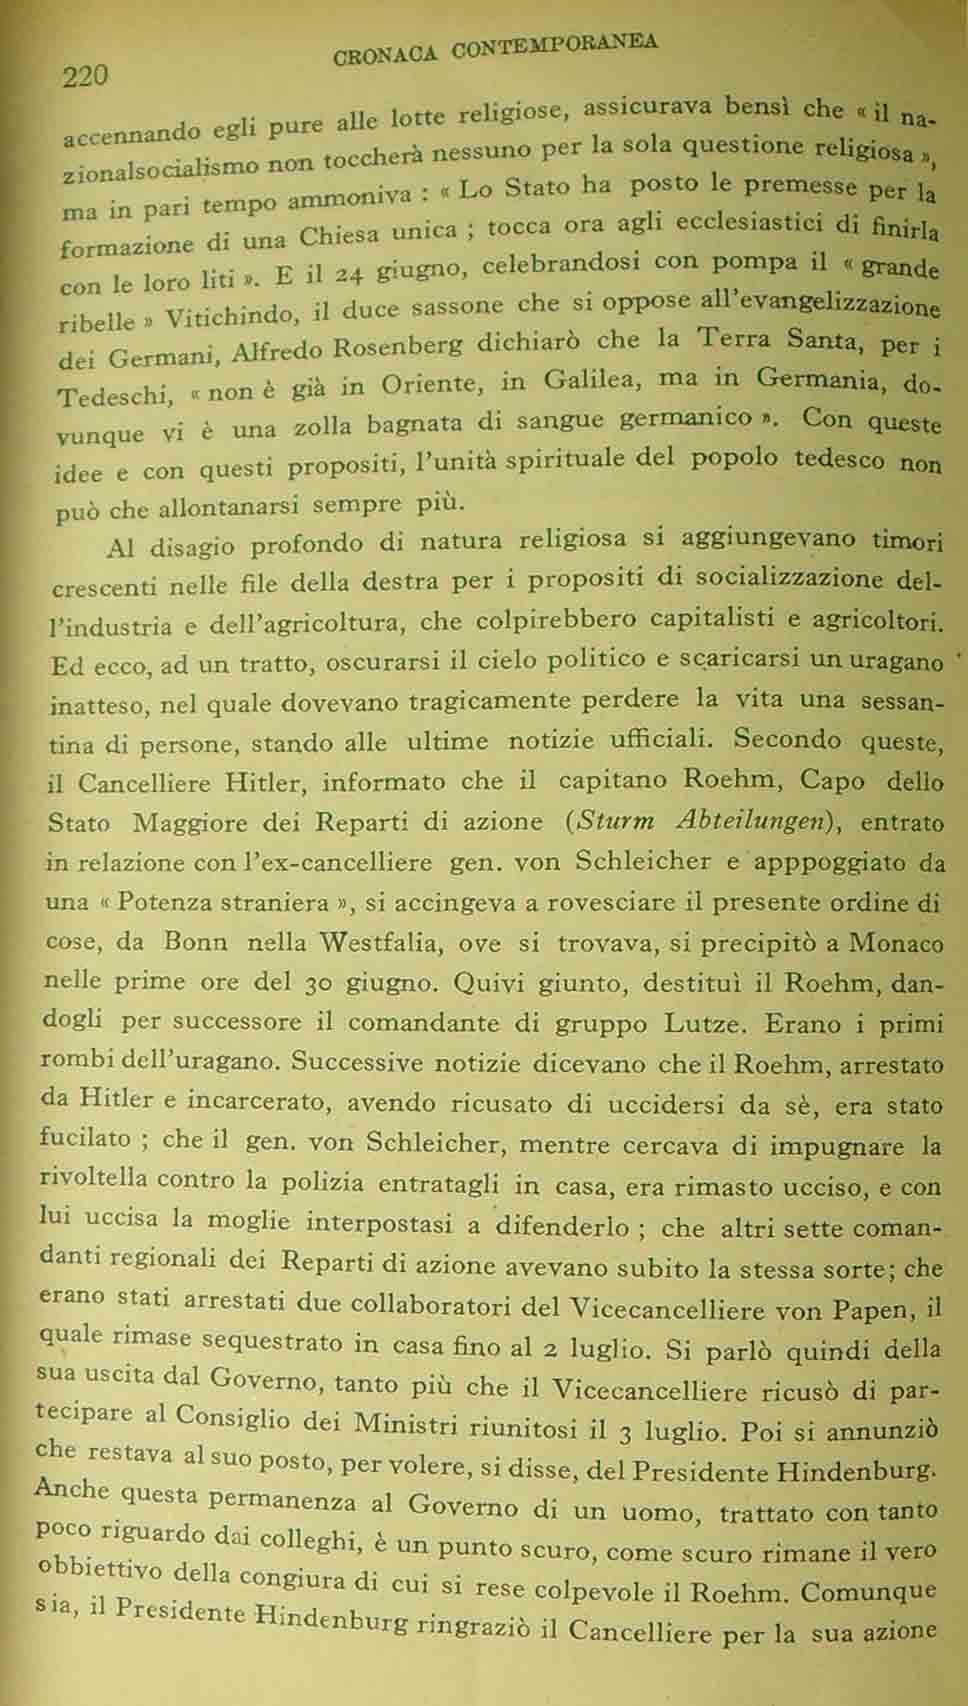 220
CRONACA CONTEMPORANEA
accennando egli pure alle lotte religiose, assicurava bensì che « il na-
zionalsocialismo non toccherà nessuno per la sola questione religiosa »,
ma in pari tempo ammoniva : « Lo Stato ha posto le premesse per la
formazione di una Chiesa unica ; tocca ora agli ecclesiastici di finirla
con le loro liti ». E il 24 giugno, celebrandosi con pompa il « grande
ribelle » Vitichindo, il duce sassone che si oppose all'evangelizzazione
dei Germani, Alfredo Rosenberg dichiarò che la Terra Santa, per i
Tedeschi, « non è già in Oriente, in Galilea, ma in Germania, do-
vunque vi è una zolla bagnata di sangue germanico ». Con queste
idee e con questi propositi, l'unità spirituale del popolo tedesco non
può che allontanarsi sempre più.
Al disagio profondo di natura religiosa si aggiungevano timori
crescenti nelle file della destra per i propositi di socializzazione del-
l'industria e dell'agricoltura, che colpirebbero capitalisti e agricoltori.
Ed ecco, ad un tratto, oscurarsi il cielo politico e scaricarsi un uragano
inatteso, nel quale dovevano tragicamente perdere la vita una sessan-
tina di persone, stando alle ultime notizie ufficiali. Secondo queste,
il Cancelliere Hitler, informato che il capitano Roehm, Capo dello
Stato Maggiore dei Reparti di azione (Sturm Abteilungen), entrato
in relazione con l'ex-cancelliere gen. von Schleicher e apppoggiato da
una « Potenza straniera », si accingeva a rovesciare il presente ordine di
cose, da Bonn nella Westfalia, ove si trovava, si precipitò a Monaco
nelle prime ore del 30 giugno. Quivi giunto, destituì il Roehm, dan-
dogli per successore il comandante di gruppo Lutze. Erano i primi
rombi dell'uragano. Successive notizie dicevano che il Roehm, arrestato
da Hitler e incarcerato, avendo ricusato di uccidersi da sè, era stato
fucilato ; che il gen. von Schleicher, mentre cercava di impugnare la
rivoltella contro la polizia entratagli in casa, era rimasto ucciso, e con
lui uccisa la moglie interpostasi a difenderlo ; che altri sette coman-
danti regionali dei Reparti di azione avevano subito la stessa sorte; che
erano stati arrestati due collaboratori del Vicecancelliere von Papen, il
quale rimase sequestrato in casa fino al 2 luglio. Si parlò quindi della
sua uscita dal Governo, tanto più che il Vicecancelliere ricusò di par-
tecipare al Consiglio dei Ministri riunitosi il 3 luglio. Poi si annunziò
che restava al suo posto, per volere, si disse, del Presidente Hindenburg.
Anche questa permanenza al Governo di un uomo, trattato con tanto
poco riguardo dai colleghi, è un punto scuro, come scuro rimane il vero
obbiettivo della congiura di cui si rese colpevole il Roehm. Comunque
sia, il Presidente Hindenburg ringraziò il Cancelliere per la sua azione